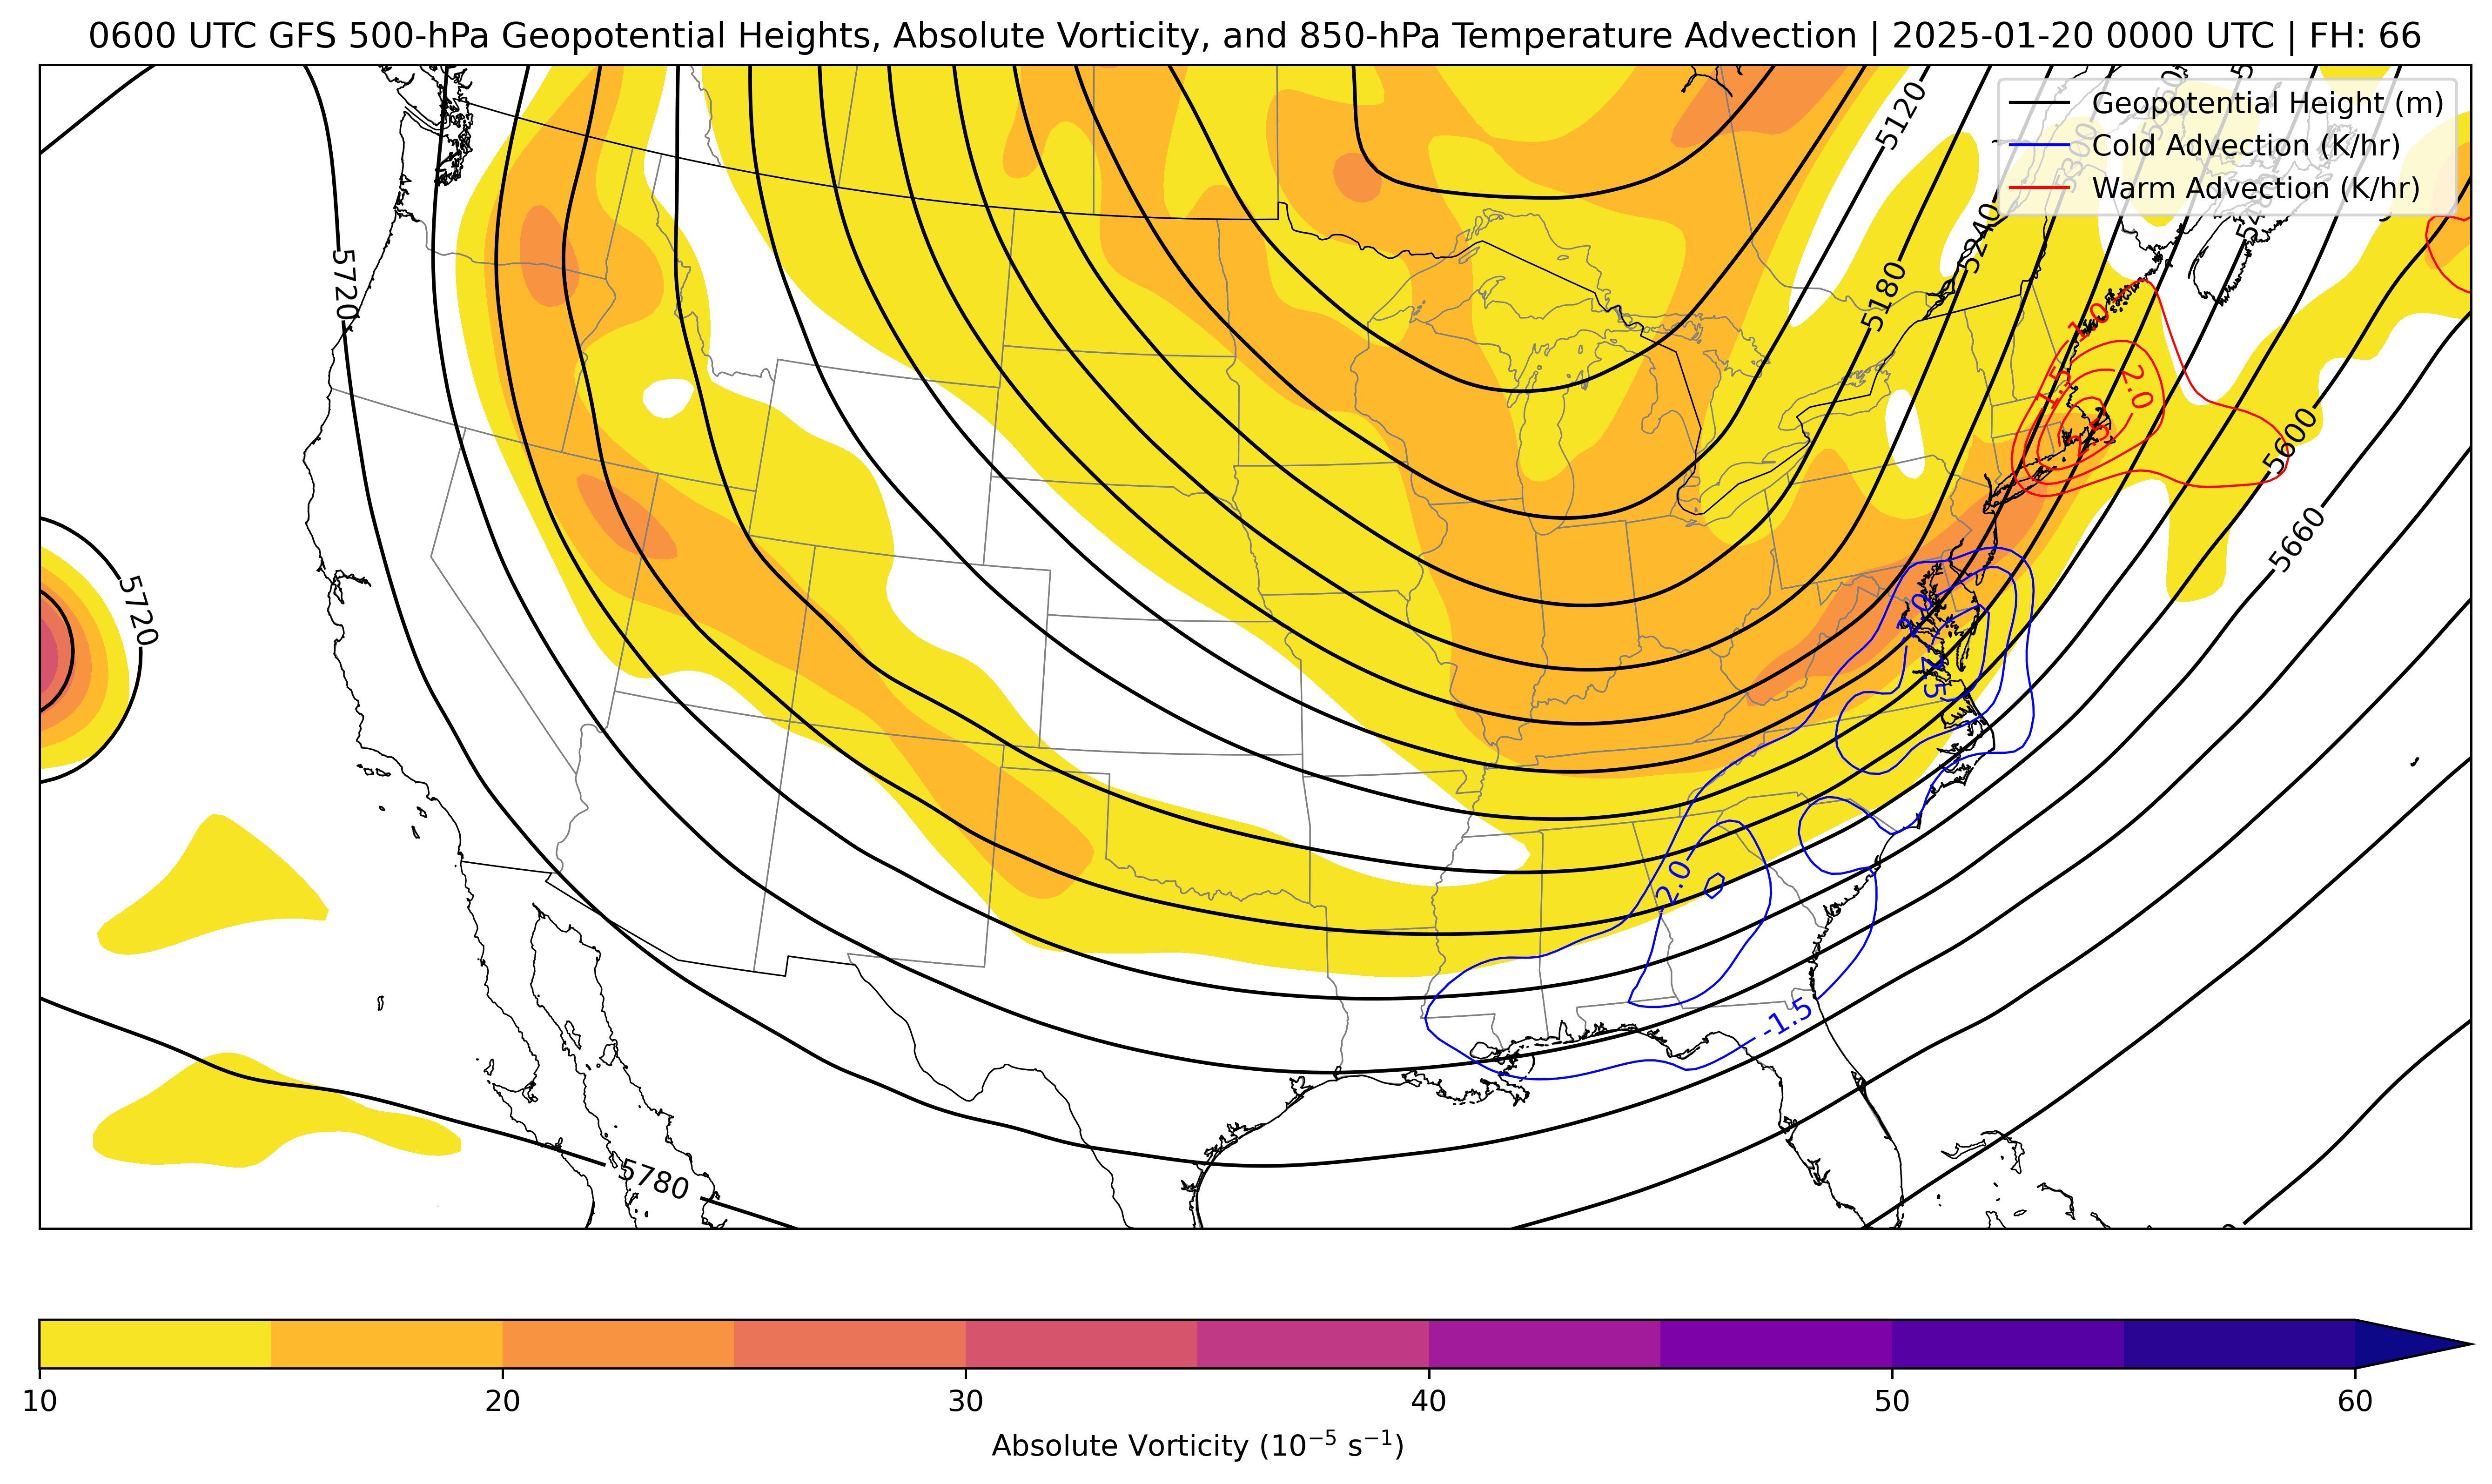 0600 UTC GFS 500-hPa Geopotential Heights, Absolute Vorticity, and 850-hPa Temperature Advection | 2025-01-20 0000 UTC | FH: 66
Geopotential Height (m)
Cold Advection (K/hr)
Warm Advection (K/hr)
5120
5300
5240
5180
5720
1.0
1.5
2.0
2.5
5600
5660
5720
-2.5
2.0
-1.5
5780
10 20 30 40 50 60
Absolute Vorticity (10⁻⁵ s⁻¹)